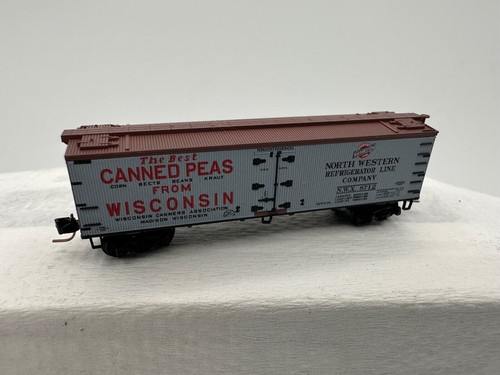 The Best
CANNED PEAS
CORN BEETS BEANS KRAUT
FROM
WISCONSIN
WISCONSIN CANNERS ASSOCIATION
MADISON WISCONSIN
NORTH WESTERN
REFRIGERATOR LINE
COMPANY
N.W.X.